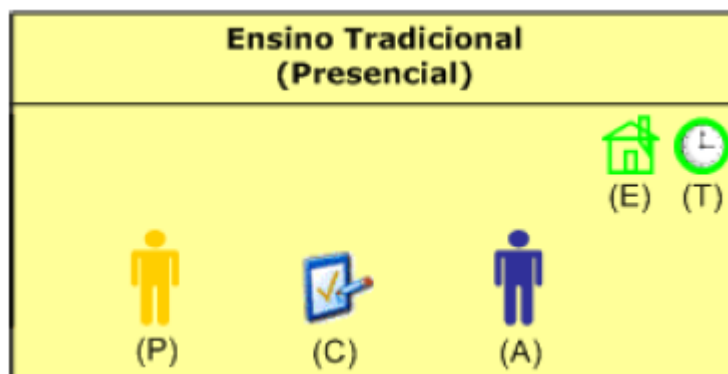 Ensino Tradicional
(Presencial)
(E) (T)
(P) (C) (A)